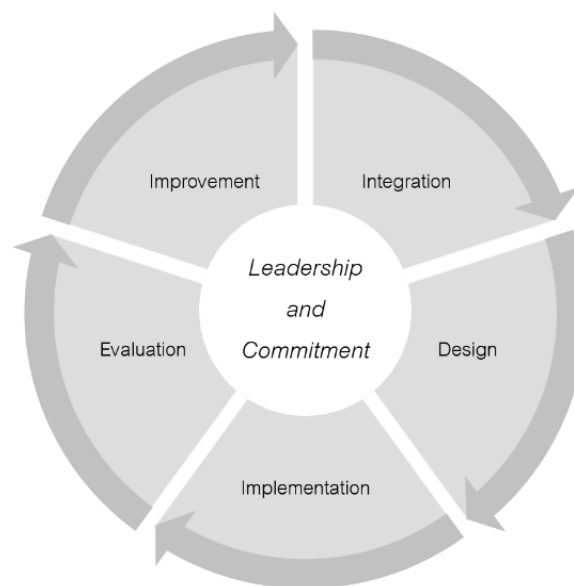 Improvement
Integration
Leadership
and
Commitment
Evaluation
Design
Implementation